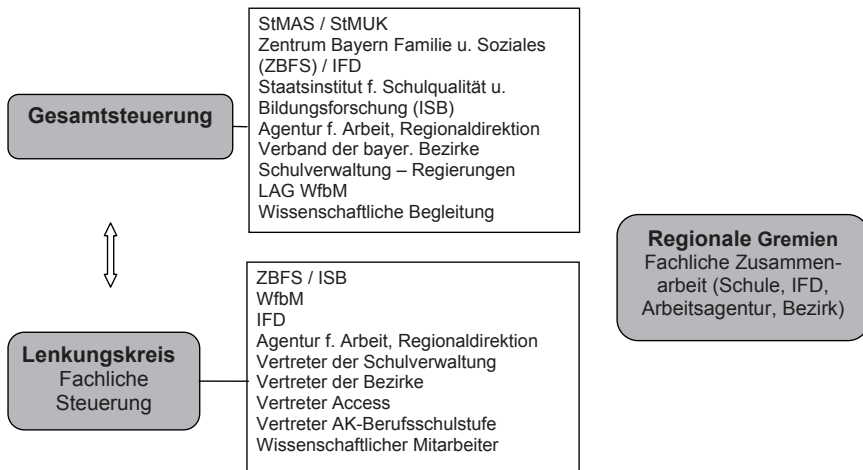 Gesamtsteuerung
StMAS / StMUK
Zentrum Bayern Familie u. Soziales
(ZBFS) / IFD
Staatsinstitut f. Schulqualität u.
Bildungsforschung (ISB)
Agentur f. Arbeit, Regionaldirektion
Verband der bayer. Bezirke
Schulverwaltung – Regierungen
LAG WfbM
Wissenschaftliche Begleitung
Regionale Gremien
Fachliche Zusammen-
arbeit (Schule, IFD,
Arbeitsagentur, Bezirk)
Lenkungskreis
Fachliche
Steuerung
ZBFS / ISB
WfbM
IFD
Agentur f. Arbeit, Regionaldirektion
Vertreter der Schulverwaltung
Vertreter der Bezirke
Vertreter Access
Vertreter AK-Berufsschulstufe
Wissenschaftlicher Mitarbeiter